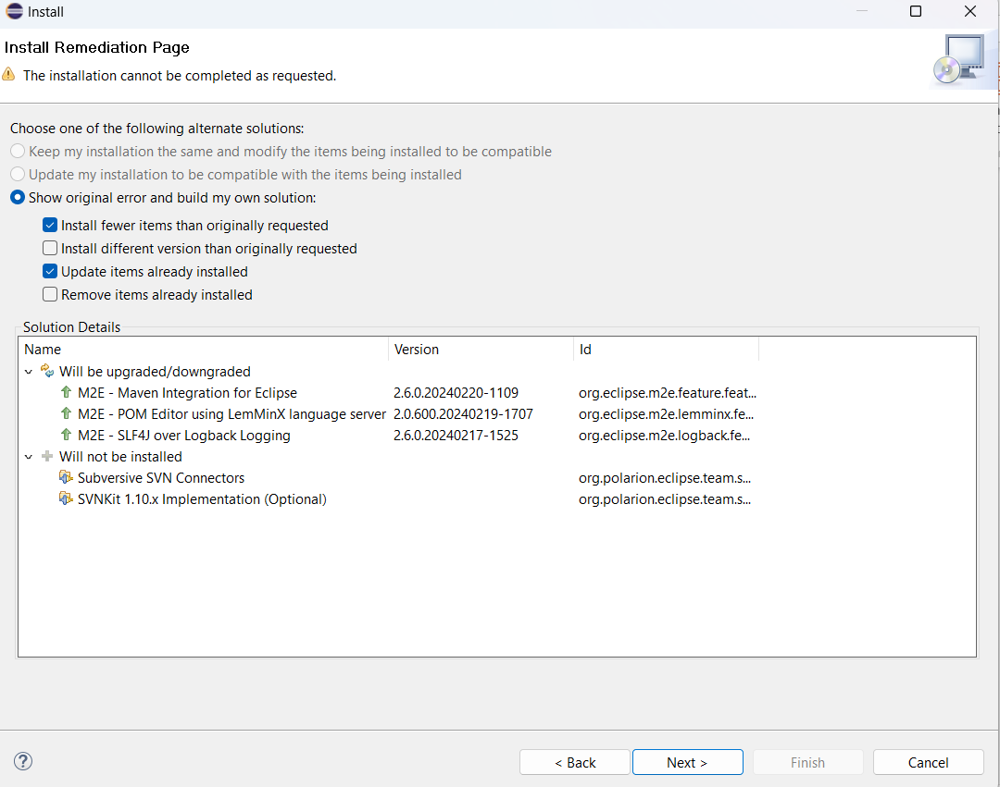 Install
Install Remediation Page
The installation cannot be completed as requested.
Choose one of the following alternate solutions:
Keep my installation the same and modify the items being installed to be compatible
Update my installation to be compatible with the items being installed
Show original error and build my own solution:
Install fewer items than originally requested
Install different version than originally requested
Update items already installed
Remove items already installed
Solution Details
Name Version Id
Will be upgraded/downgraded
M2E - Maven Integration for Eclipse 2.6.0.20240220-1109 org.eclipse.m2e.feature.feat...
M2E - POM Editor using LemMinX language server 2.0.600.20240219-1707 org.eclipse.m2e.lemminx.fe...
M2E - SLF4J over Logback Logging 2.6.0.20240217-1525 org.eclipse.m2e.logback.fe...
Will not be installed
Subversive SVN Connectors org.polarion.eclipse.team.s...
SVNKit 1.10.x Implementation (Optional) org.polarion.eclipse.team.s...
? < Back Next > Finish Cancel